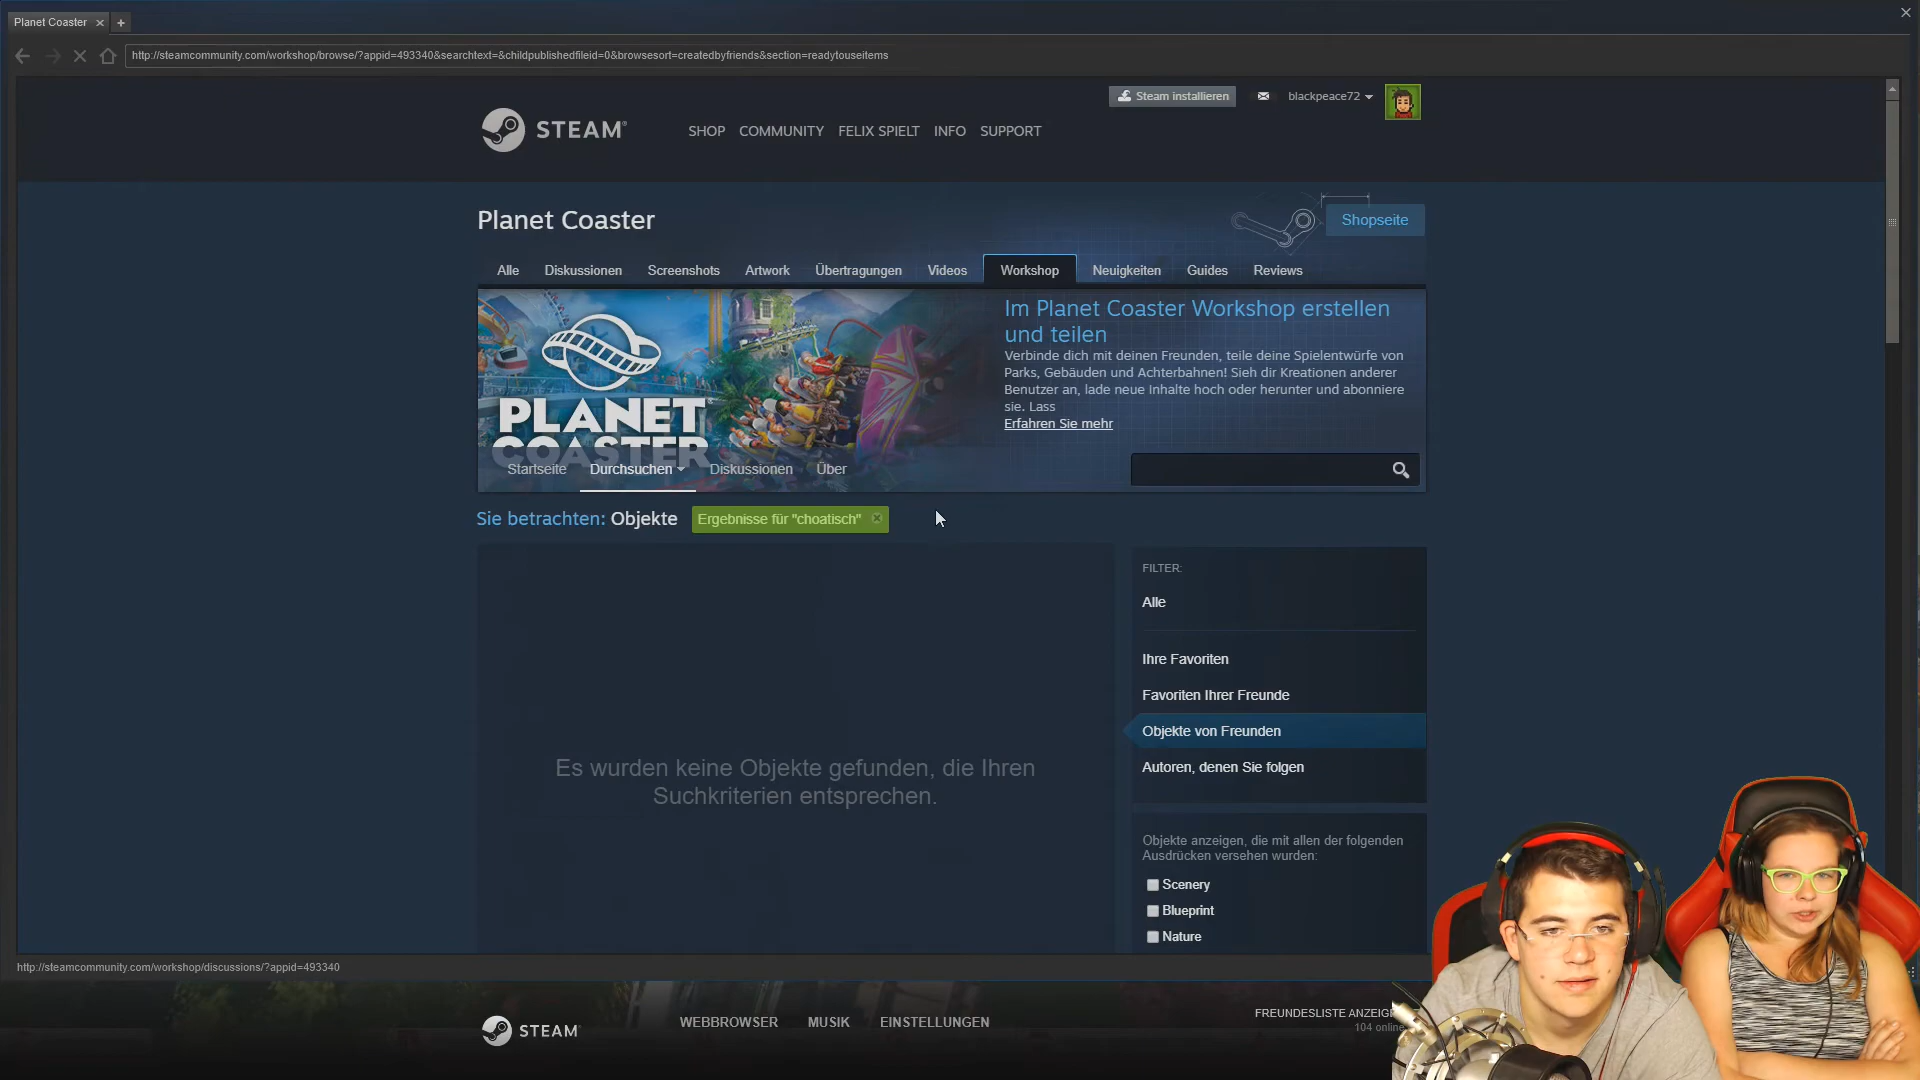 Planet Coaster
http://steamcommunity.com/workshop/browse/?appid=493340&searchtext=&childpublishedfileid=0&browsesort=createdbyfriends&section=readytouseitems
Steam installieren
blackpeace72
STEAM
SHOP COMMUNITY FELIX SPIELT INFO SUPPORT
Planet Coaster
Shopseite
Alle Diskussionen Screenshots Artwork Übertragungen Videos Workshop Neuigkeiten Guides Reviews
PLANET
COASTER
Im Planet Coaster Workshop erstellen
und teilen
Verbinde dich mit deinen Freunden, teile deine Spielentwürfe von
Parks, Gebäuden und Achterbahnen! Sieh dir Kreationen anderer
Benutzer an, lade neue Inhalte hoch oder herunter und abonniere
sie. Lass
Erfahren Sie mehr
Startseite Durchsuchen Diskussionen Über
Sie betrachten: Objekte Ergebnisse für "choatisch"
Es wurden keine Objekte gefunden, die Ihren
Suchkriterien entsprechen.
FILTER:
Alle
Ihre Favoriten
Favoriten Ihrer Freunde
Objekte von Freunden
Autoren, denen Sie folgen
Objekte anzeigen, die mit allen der folgenden
Ausdrücken versehen wurden:
Scenery
Blueprint
Nature
http://steamcommunity.com/workshop/discussions/?appid=493340
STEAM
WEBBROWSER MUSIK EINSTELLUNGEN
FREUNDESLISTE
104 online